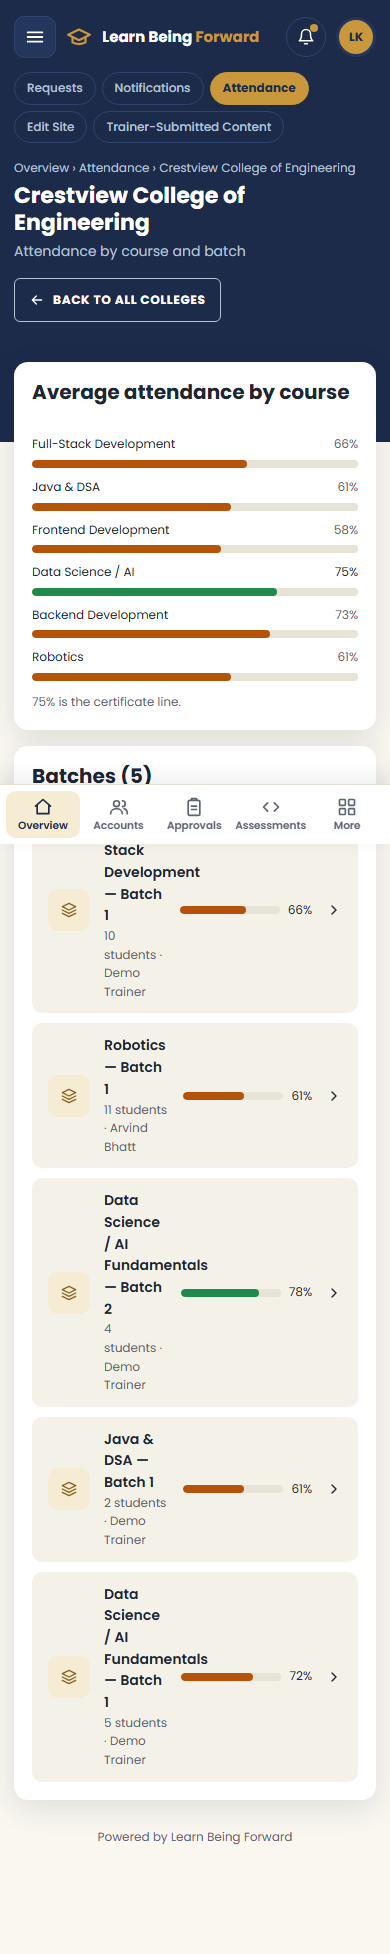 Learn Being Forward
LK
Requests
Notifications
Attendance
Edit Site
Trainer-Submitted Content
Overview › Attendance › Crestview College of Engineering
Crestview College of
Engineering
Attendance by course and batch
← BACK TO ALL COLLEGES
Average attendance by course
Full-Stack Development 66%
Java & DSA 61%
Frontend Development 58%
Data Science / AI 75%
Backend Development 73%
Robotics 61%
75% is the certificate line.
Batches (5)
Overview
Accounts
Approvals
Assessments
More
Stack
Development
— Batch
1
10
students ·
Demo
Trainer
66%
Robotics
— Batch
1
11 students
· Arvind
Bhatt
61%
Data
Science
/ AI
Fundamentals
— Batch
2
4
students ·
Demo
Trainer
78%
Java &
DSA —
Batch 1
2 students
· Demo
Trainer
61%
Data
Science
/ AI
Fundamentals
— Batch
1
5 students
· Demo
Trainer
72%
Powered by Learn Being Forward